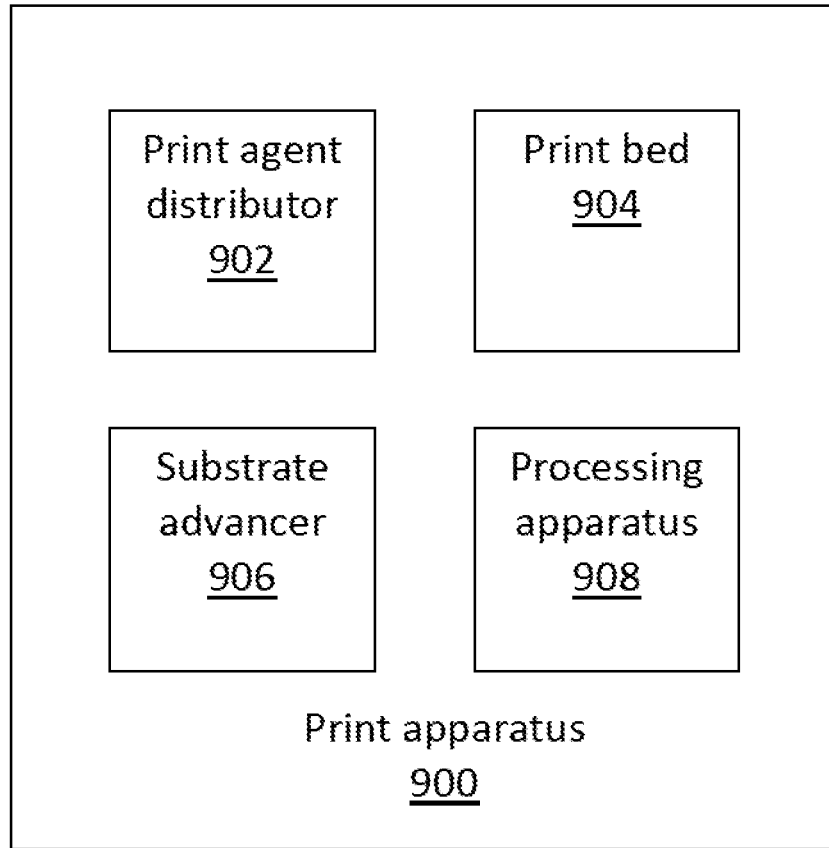 Print agent
distributor
902
Print bed
904
Substrate
advancer
906
Processing
apparatus
908
Print apparatus
900